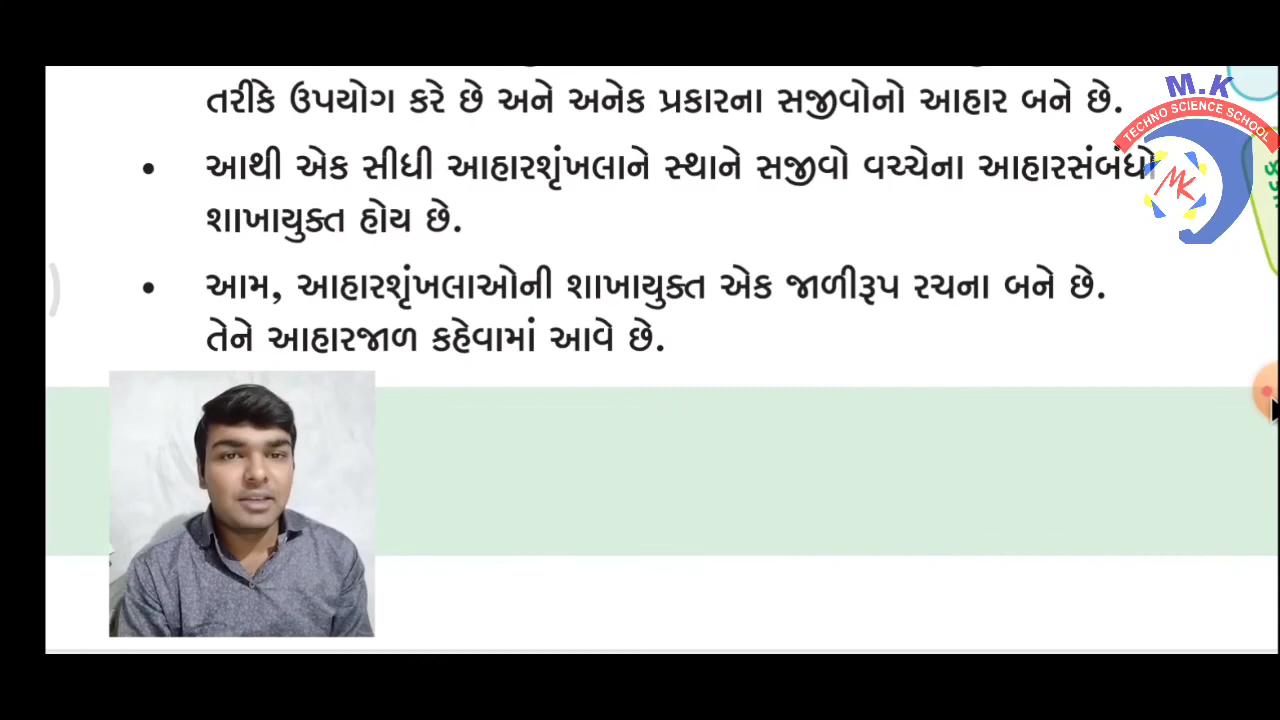 તરીકે ઉપયોગ કરે છે અને અનેક પ્રકારના સજીવોનો આહાર બને છે.
• આથી એક સીધી આહારશૃંખલાને સ્થાને સજીવો વચ્ચેના આહારસંબંધો
શાખાયુક્ત હોય છે.
• આમ, આહારશૃંખલાઓની શાખાયુક્ત એક જાળીરૂપ રચના બને છે.
તેને આહારજાળ કહેવામાં આવે છે.
M.K
TECHNO SCIENCE SCHOOL
MK